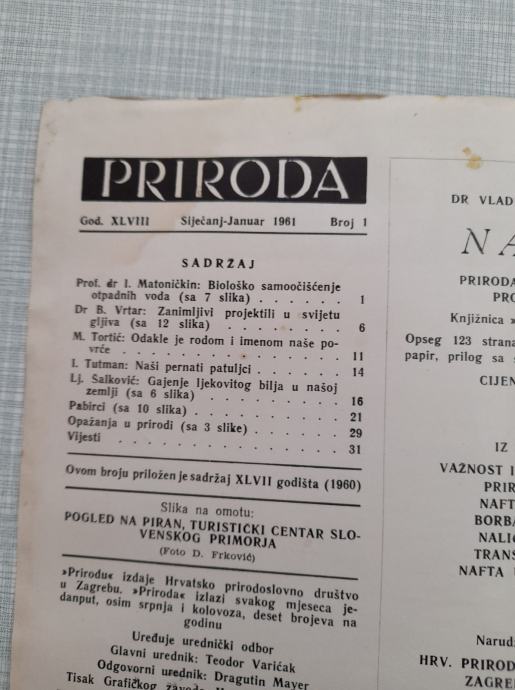 PRIRODA
God. XLVIII Siječanj-Januar 1961 Broj 1
SADRŽAJ
Prof. dr I. Matoničkin: Biološko samoočišćenje
otpadnih voda (sa 7 slika) . . . . . . 1
Dr B. Vrtar: Zanimljivi projektili u svijetu
gljiva (sa 12 slika) . . . . . . . . 6
M. Tortić: Odakle je rodom i imenom naše po-
vrće . . . . . . . . . . . . . 11
I. Tutman: Naši pernati patuljci . . . . . 14
Lj. Šalković: Gajenje ljekovitog bilja u našoj
zemlji (sa 6 slika) . . . . . . . . 16
Pabirci (sa 10 slika) . . . . . . . . 21
Opažanja u prirodi (sa 3 slike) . . . . . 29
Vijesti . . . . . . . . . . . . 31
Ovom broju priložen je sadržaj XLVII godišta (1960)
Slika na omotu:
POGLED NA PIRAN, TURISTIČKI CENTAR SLO-
VENSKOG PRIMORJA
(Foto D. Frković)
»Prirodu« izdaje Hrvatsko prirodoslovno društvo
u Zagrebu. »Priroda« izlazi svakog mjeseca je-
danput, osim srpnja i kolovoza, deset brojeva na
godinu
Uređuje urednički odbor
Glavni urednik: Teodor Varićak
Odgovorni urednik: Dragutin Mayer
Tisak Grafičkog zavoda
DR VLAD
NA
PRIRODA
PRO
Knjižnica »
Opseg 123 strana
papir, prilog sa
CIJEN
IZ
VAŽNOST I
PRIR
NAFT
BORBA
NALIC
TRANS
NAFTA U
Narud
HRV. PRIROD
ZAGRE